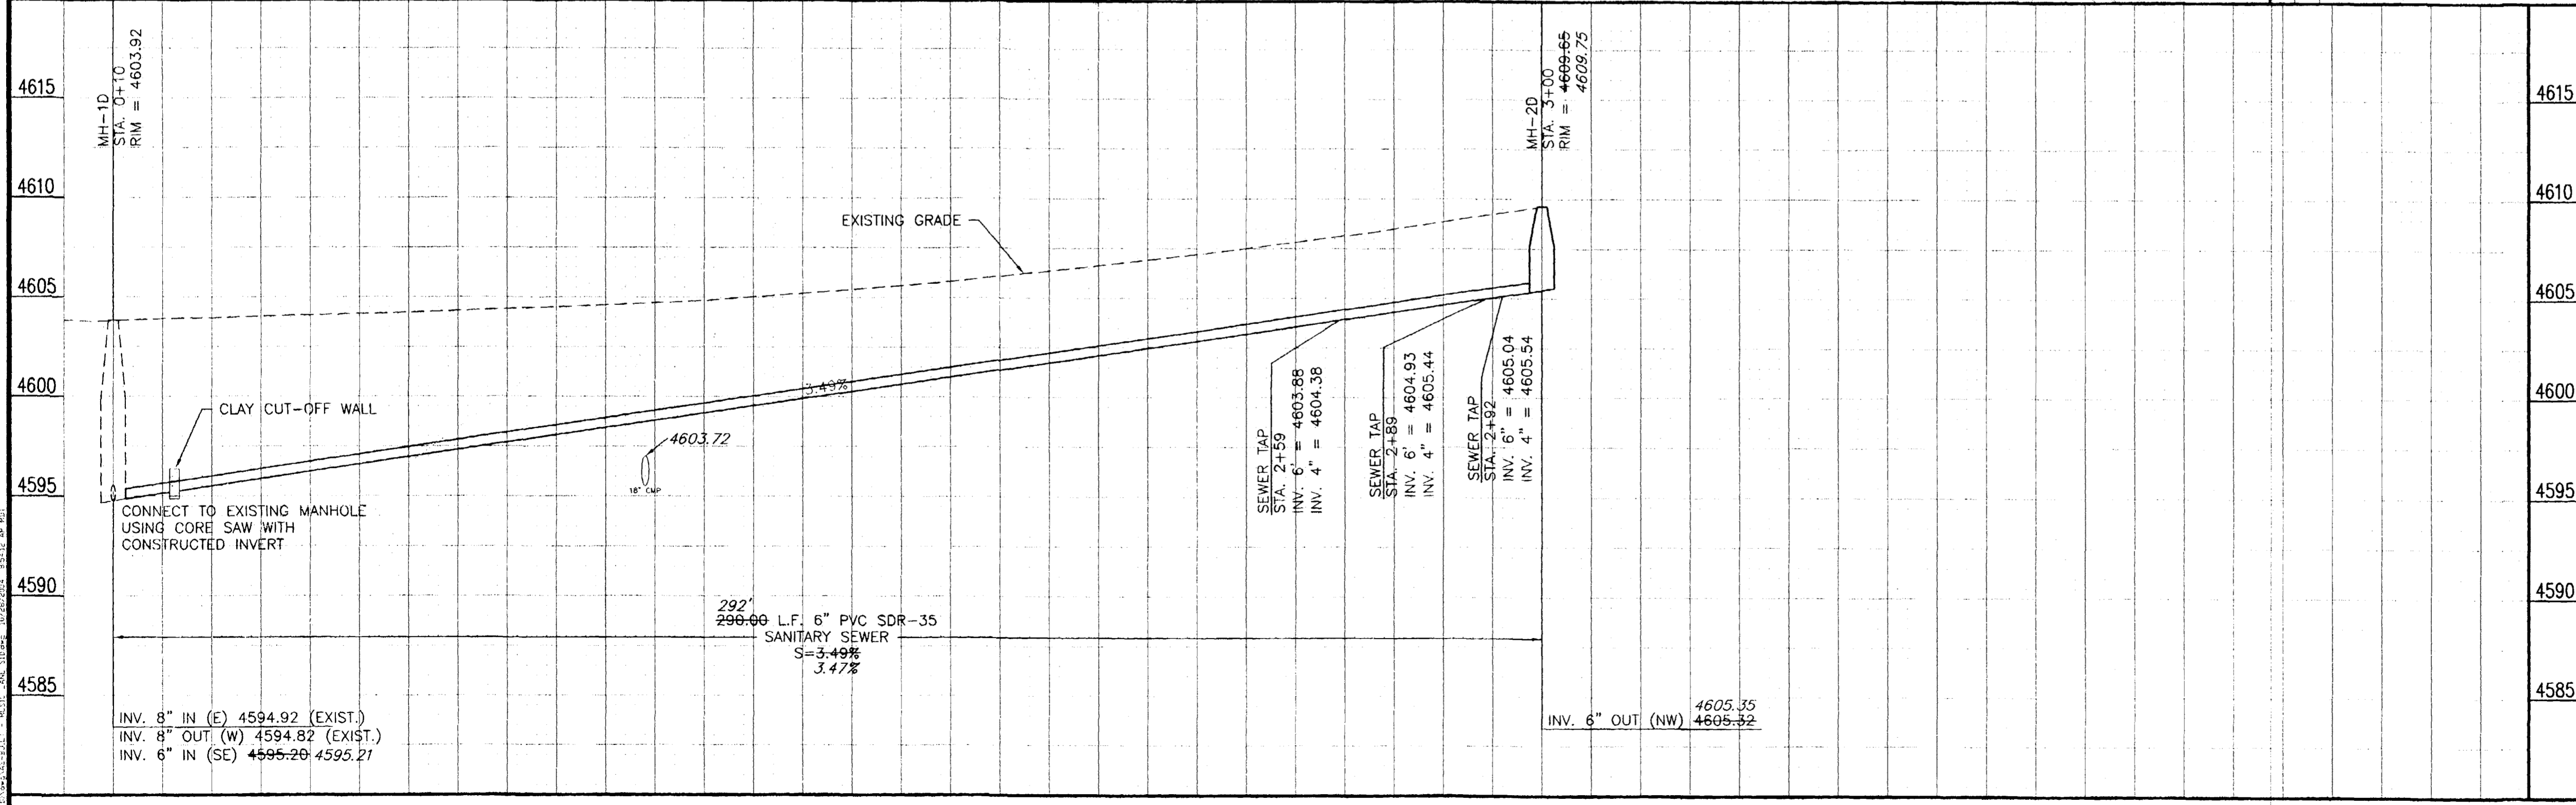 MH-1D
STA. 0+10
RIM = 4603.92
MH-2D
STA. 3+00
RIM = 4609.65
4609.75
4615
4615
4610
4610
EXISTING GRADE
4605
4605
4600
4600
3.49%
CLAY CUT-OFF WALL
4603.72
18" CMP
SEWER TAP
STA. 2+59
INV. 6' = 4603.88
INV. 4" = 4604.38
SEWER TAP
STA. 2+89
INV. 6' = 4604.93
INV. 4" = 4605.44
SEWER TAP
STA. 2+92
INV. 6" = 4605.04
INV. 4" = 4605.54
4595
4595
CONNECT TO EXISTING MANHOLE
USING CORE SAW WITH
CONSTRUCTED INVERT
4590
4590
292'
290.00 L.F. 6" PVC SDR-35
SANITARY SEWER
S=3.49%
3.47%
4585
4585
INV. 8" IN (E) 4594.92 (EXIST.)
INV. 8" OUT (W) 4594.82 (EXIST.)
INV. 6" IN (SE) 4595.20 4595.21
4605.35
INV. 6" OUT (NW) 4605.32